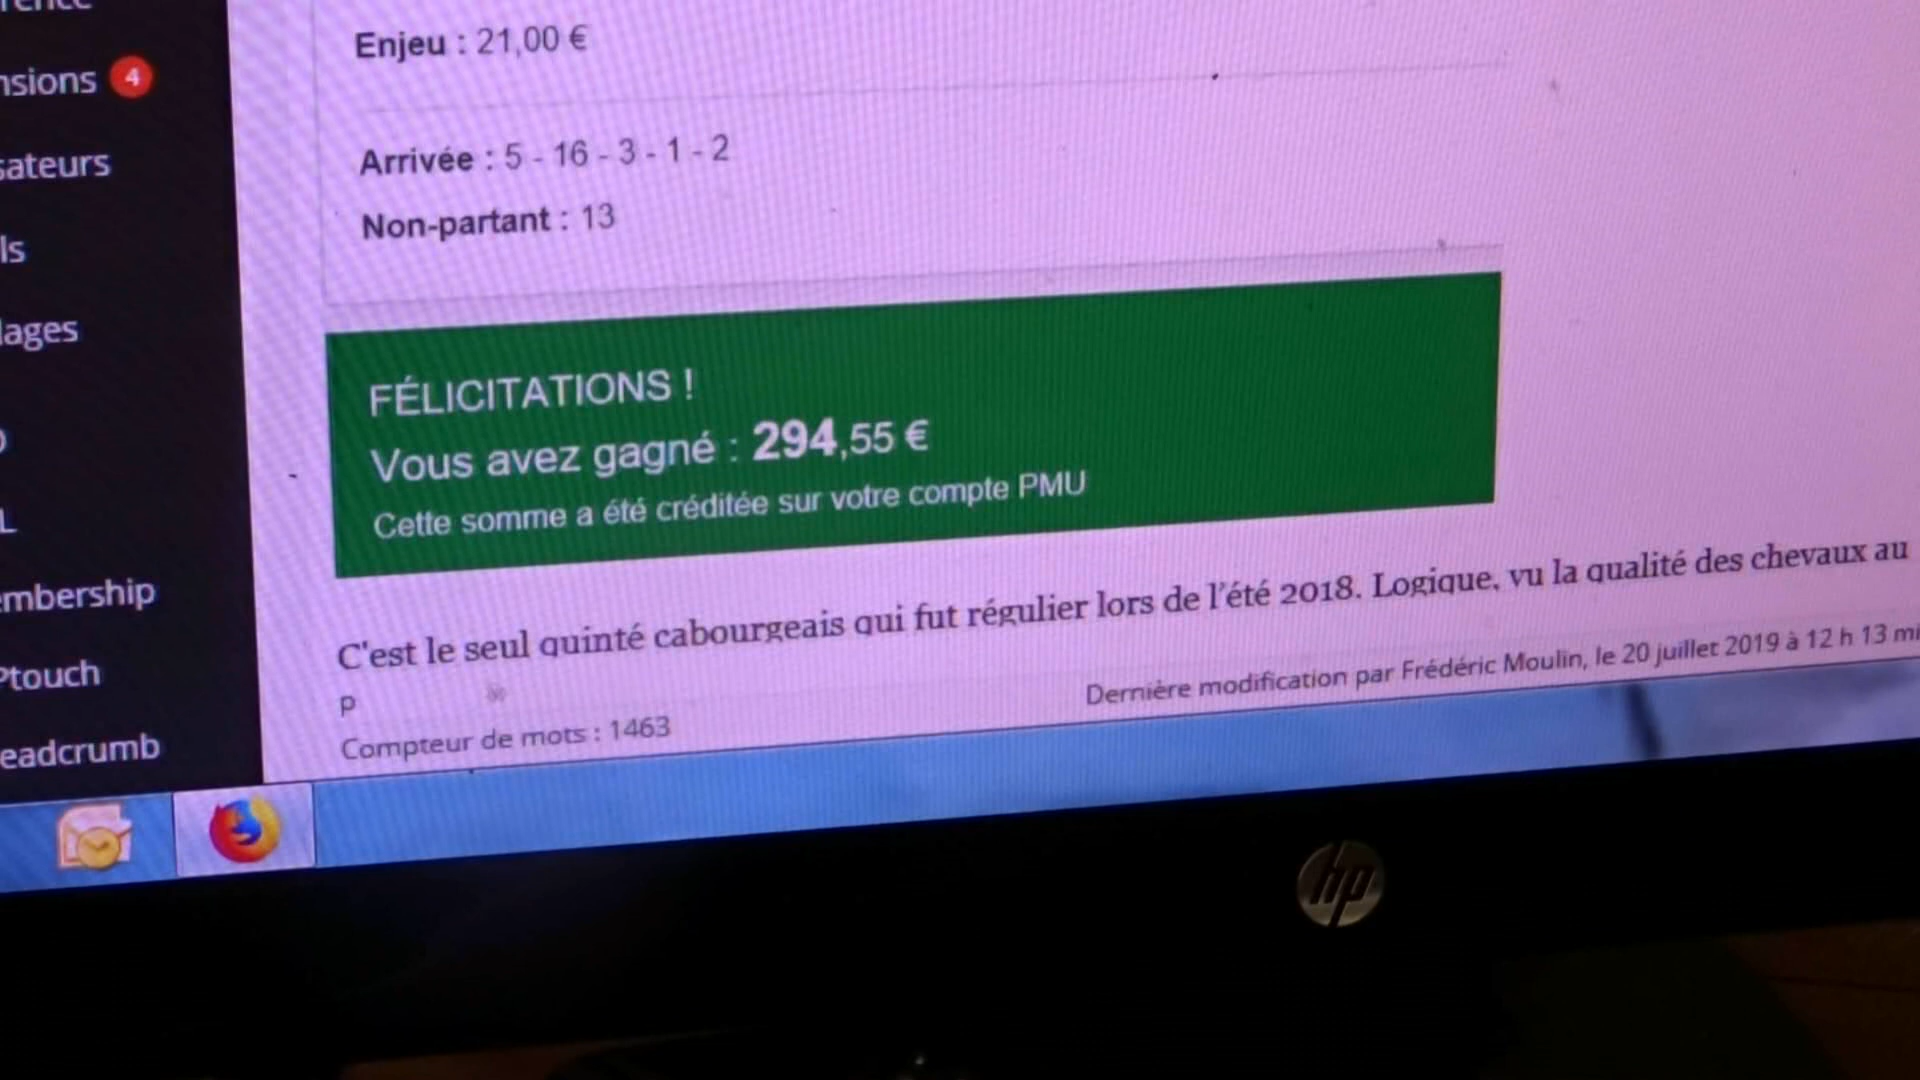 Enjeu : 21,00 €
nsions 4
Arrivée : 5 - 16 - 3 - 1 - 2
sateurs
Non-partant : 13
ls
lages
FÉLICITATIONS !
Vous avez gagné : 294,55 €
Cette somme a été créditée sur votre compte PMU
L
embership
C'est le seul quinté cabourgeais qui fut régulier lors de l'été 2018. Logique, vu la qualité des chevaux au
Ptouch
P
Dernière modification par Frédéric Moulin, le 20 juillet 2019 à 12 h 13 mi
Compteur de mots : 1463
eadcrumb
hp